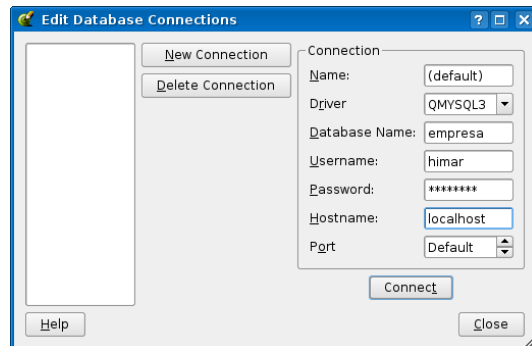 Edit Database Connections
New Connection
Delete Connection
Connection
Name: (default)
Driver QMYSQL3
Database Name: empresa
Username: himar
Password: ********
Hostname: localhost
Port Default
Connect
Help
Close